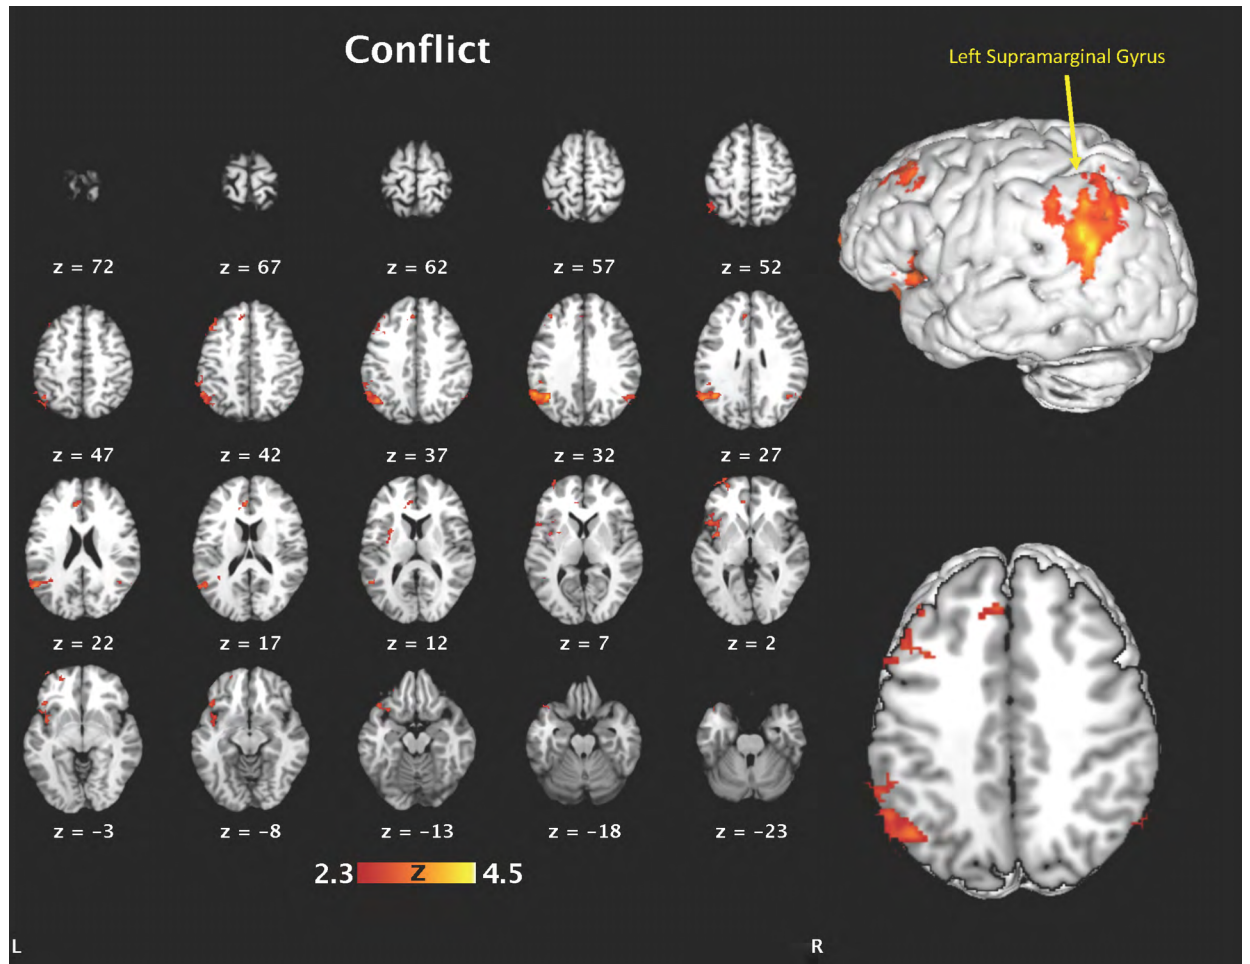 Conflict
Left Supramarginal Gyrus
z = 72 z = 67 z = 62 z = 57 z = 52
z = 47 z = 42 z = 37 z = 32 z = 27
z = 22 z = 17 z = 12 z = 7 z = 2
z = -3 z = -8 z = -13 z = -18 z = -23
2.3 Z 4.5
L R